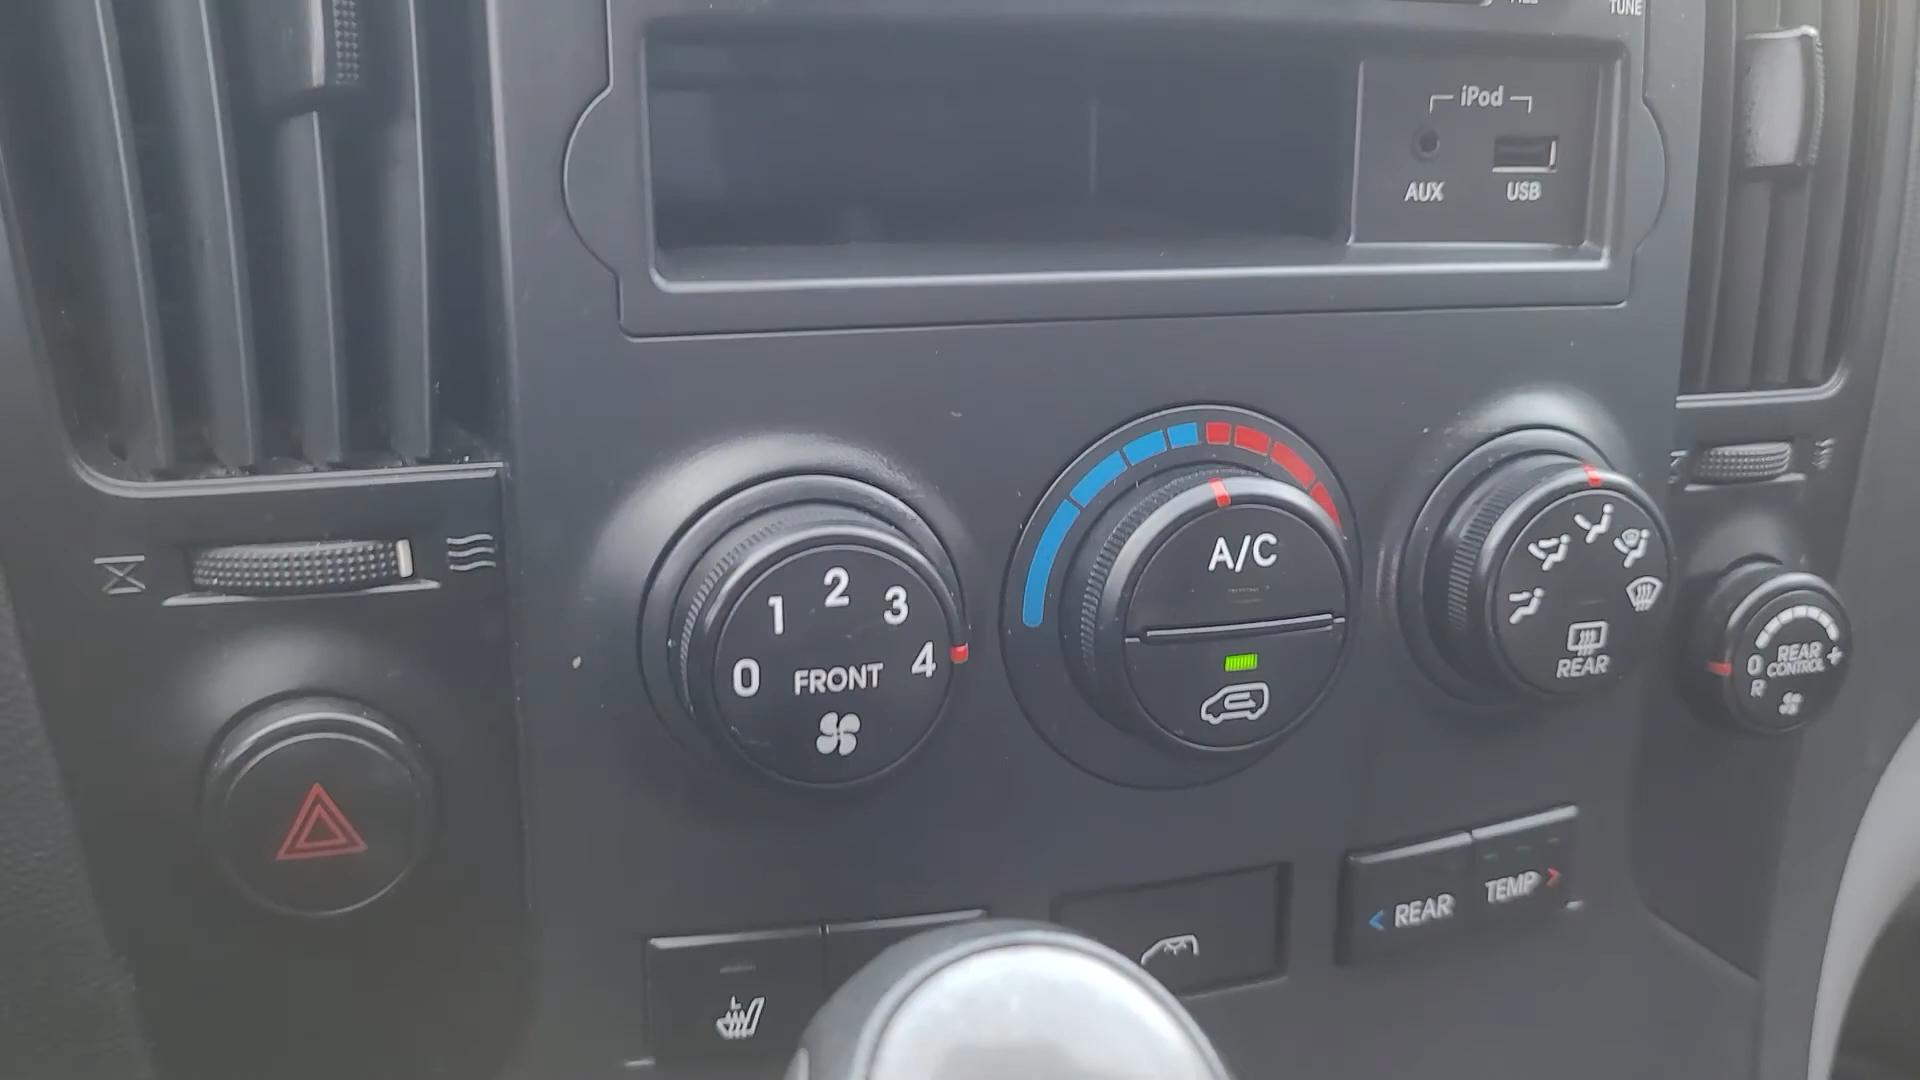 TUNE
iPod
AUX
USB
0
1
2
3
4
FRONT
A/C
REAR
0
R
REAR
CONTROL
+
REAR
TEMP